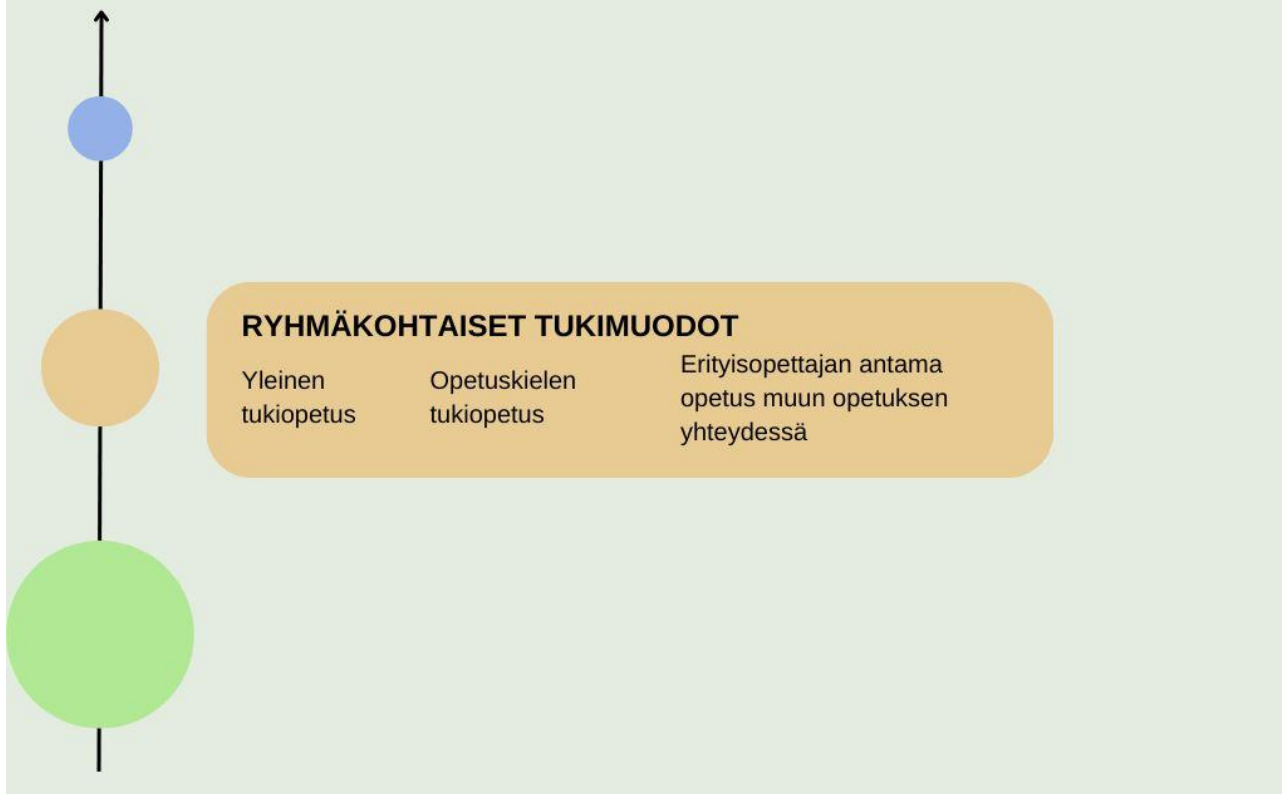 RYHMÄKOHTAISET TUKIMUODOT
Yleinen
tukiopetus
Opetuskielen
tukiopetus
Erityisopettajan antama
opetus muun opetuksen
yhteydessä